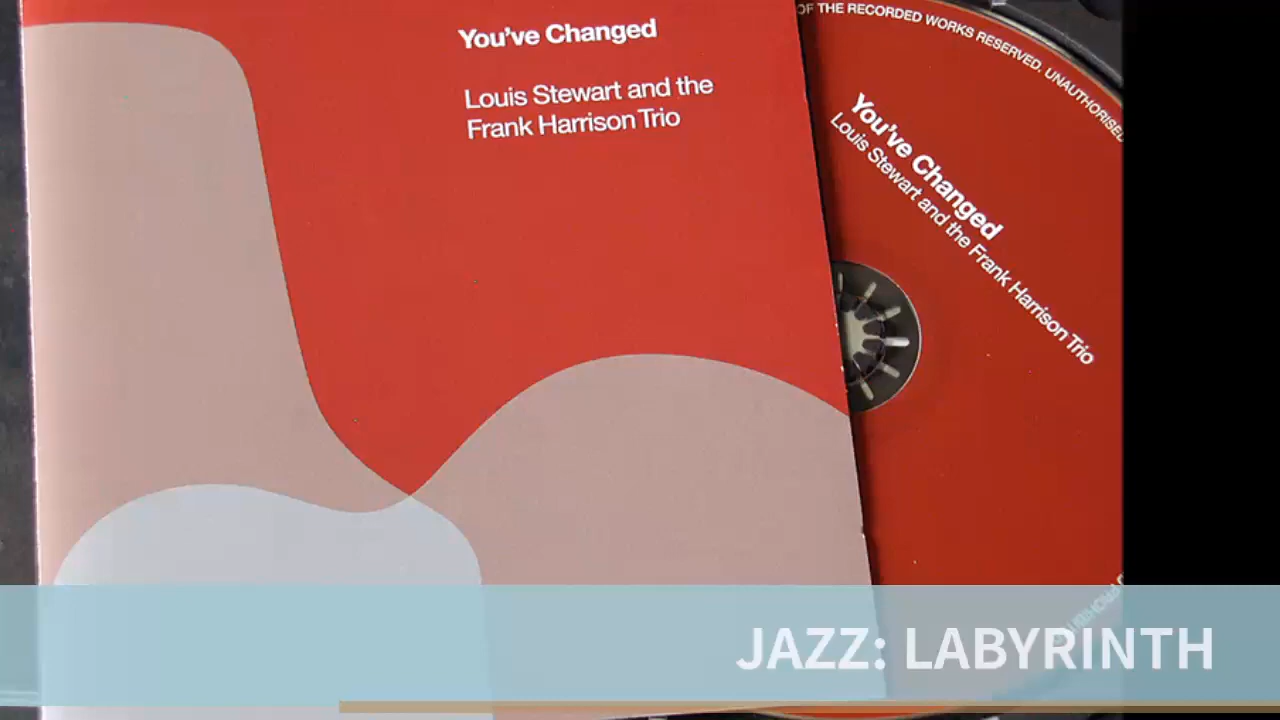 You've Changed
Louis Stewart and the
Frank Harrison Trio
OF THE RECORDED WORKS RESERVED. UNAUTHORISED
You've Changed
Louis Stewart and the Frank Harrison Trio
JAZZ: LABYRINTH